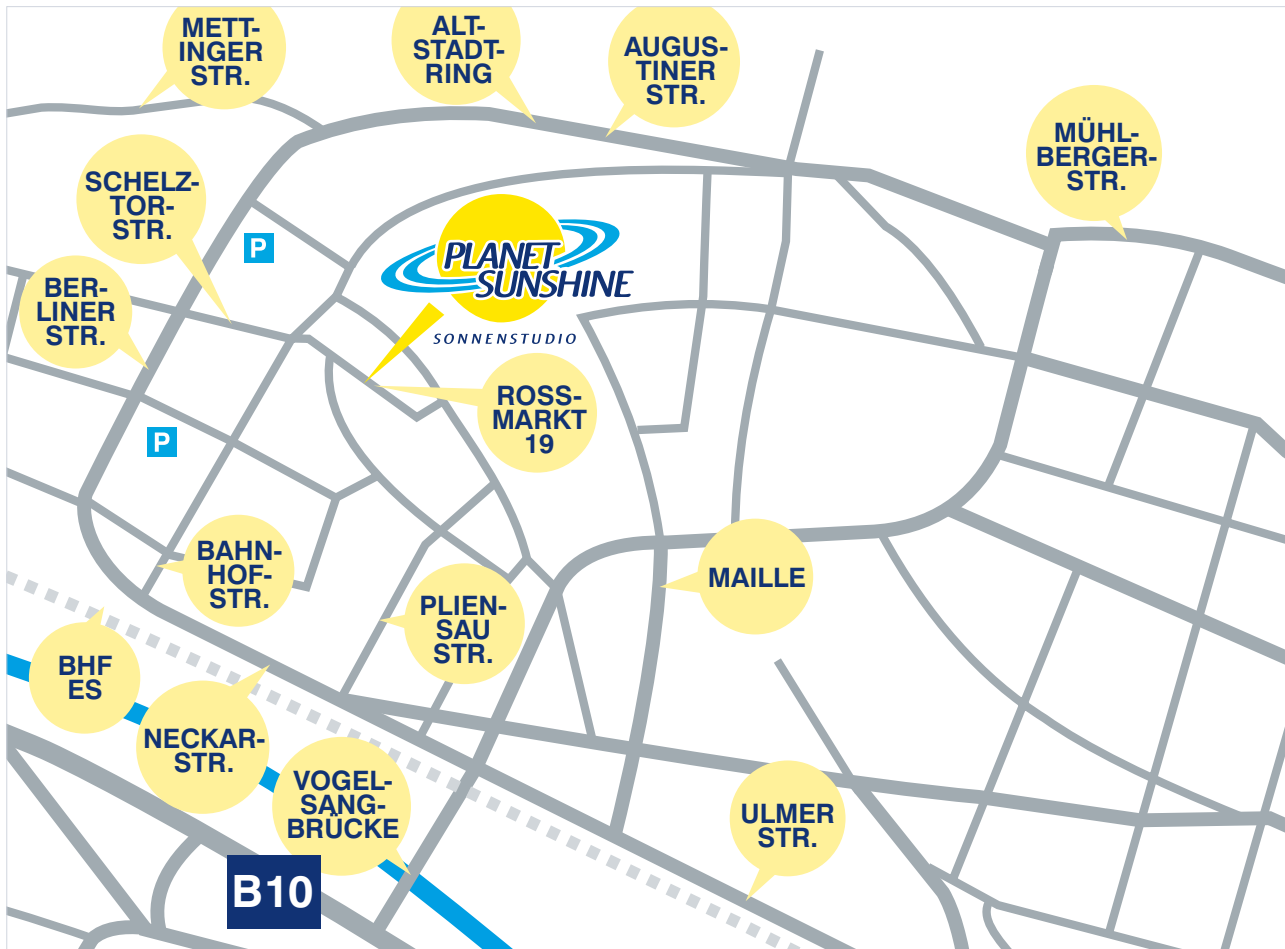 METT-
INGER
STR.
ALT-
STADT-
RING
AUGUS-
TINER
STR.
MÜHL-
BERGER-
STR.
SCHELZ-
TOR-
STR.
P
PLANET
SUNSHINE
SONNENSTUDIO
BER-
LINER
STR.
ROSS-
MARKT
19
P
BAHN-
HOF-
STR.
MAILLE
PLIEN-
SAU
STR.
BHF
ES
NECKAR-
STR.
VOGEL-
SANG-
BRÜCKE
ULMER
STR.
B10